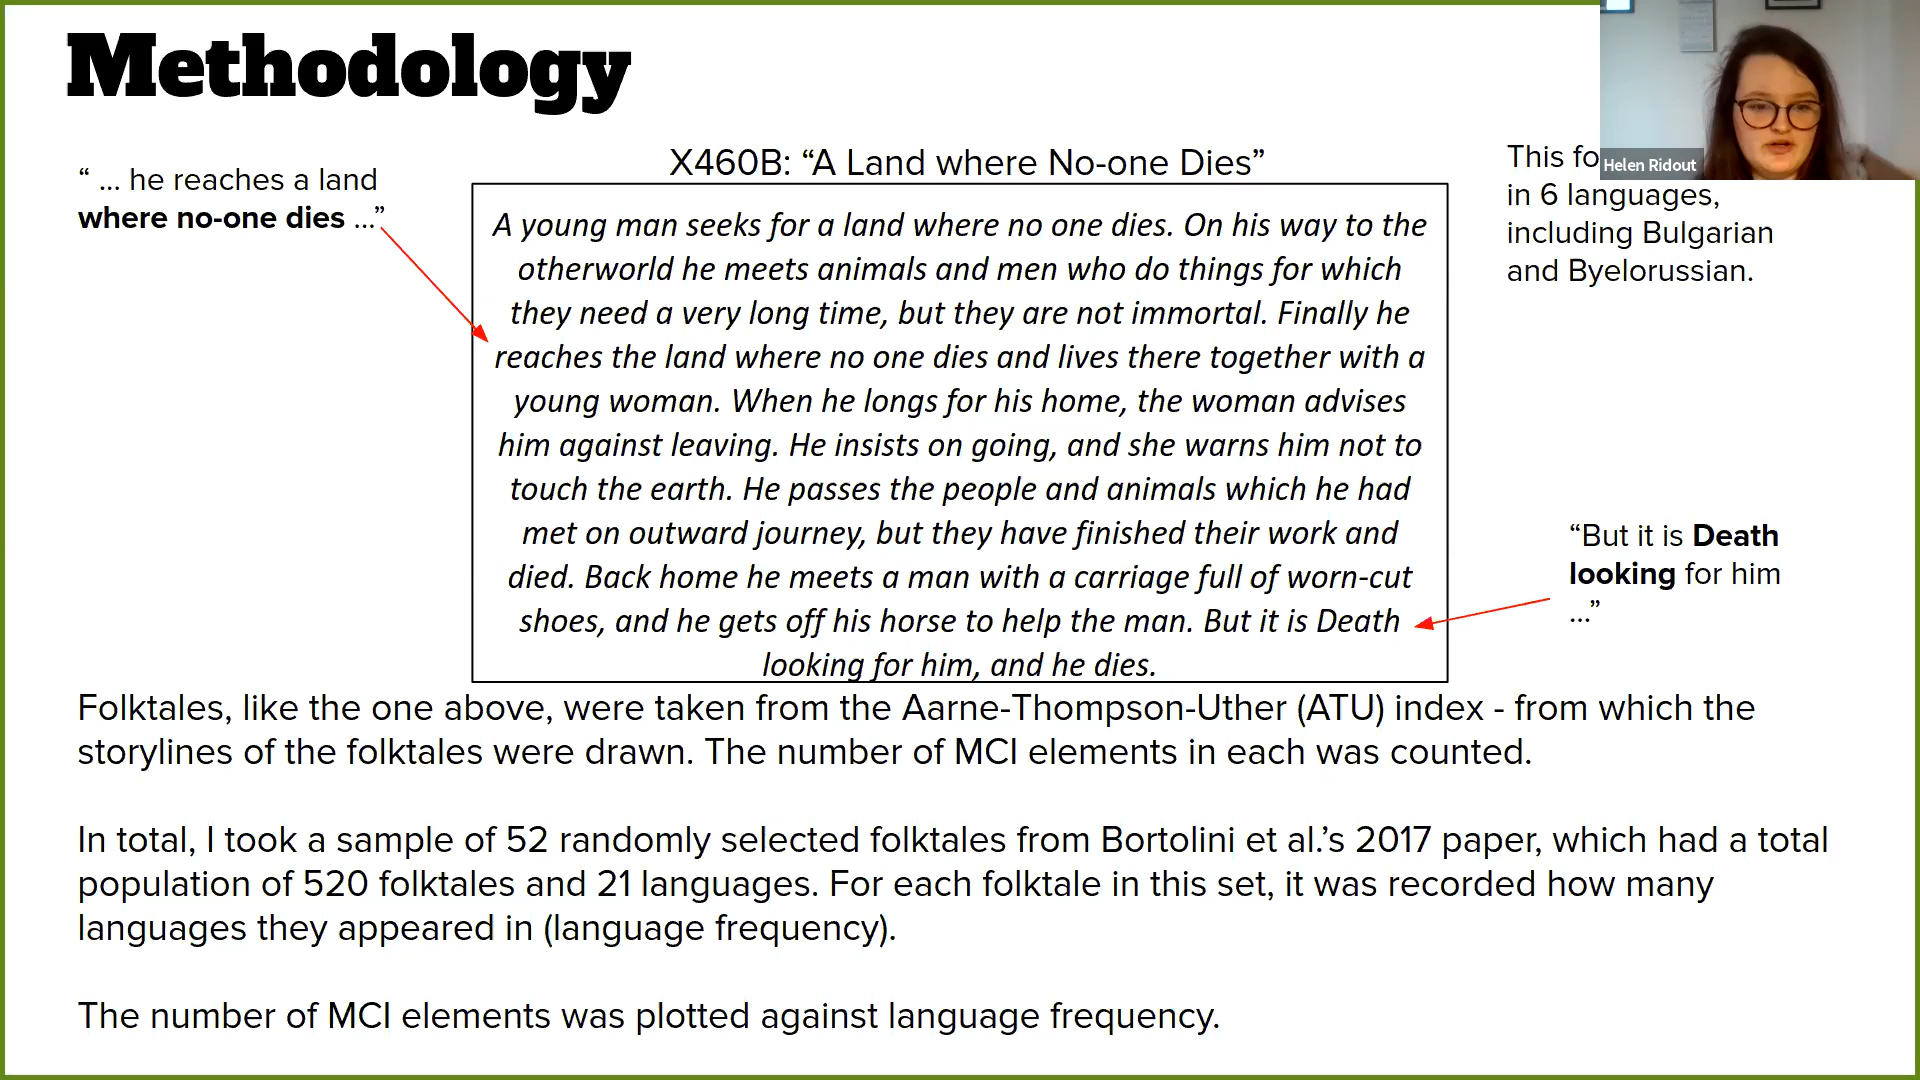 Methodology
“ ... he reaches a land
where no-one dies ...”
X460B: “A Land where No-one Dies”
A young man seeks for a land where no one dies. On his way to the
otherworld he meets animals and men who do things for which
they need a very long time, but they are not immortal. Finally he
reaches the land where no one dies and lives there together with a
young woman. When he longs for his home, the woman advises
him against leaving. He insists on going, and she warns him not to
touch the earth. He passes the people and animals which he had
met on outward journey, but they have finished their work and
died. Back home he meets a man with a carriage full of worn-cut
shoes, and he gets off his horse to help the man. But it is Death
looking for him, and he dies.
Helen Ridout
This fo
in 6 languages,
including Bulgarian
and Byelorussian.
“But it is Death
looking for him
...”
Folktales, like the one above, were taken from the Aarne-Thompson-Uther (ATU) index - from which the
storylines of the folktales were drawn. The number of MCI elements in each was counted.
In total, I took a sample of 52 randomly selected folktales from Bortolini et al.’s 2017 paper, which had a total
population of 520 folktales and 21 languages. For each folktale in this set, it was recorded how many
languages they appeared in (language frequency).
The number of MCI elements was plotted against language frequency.